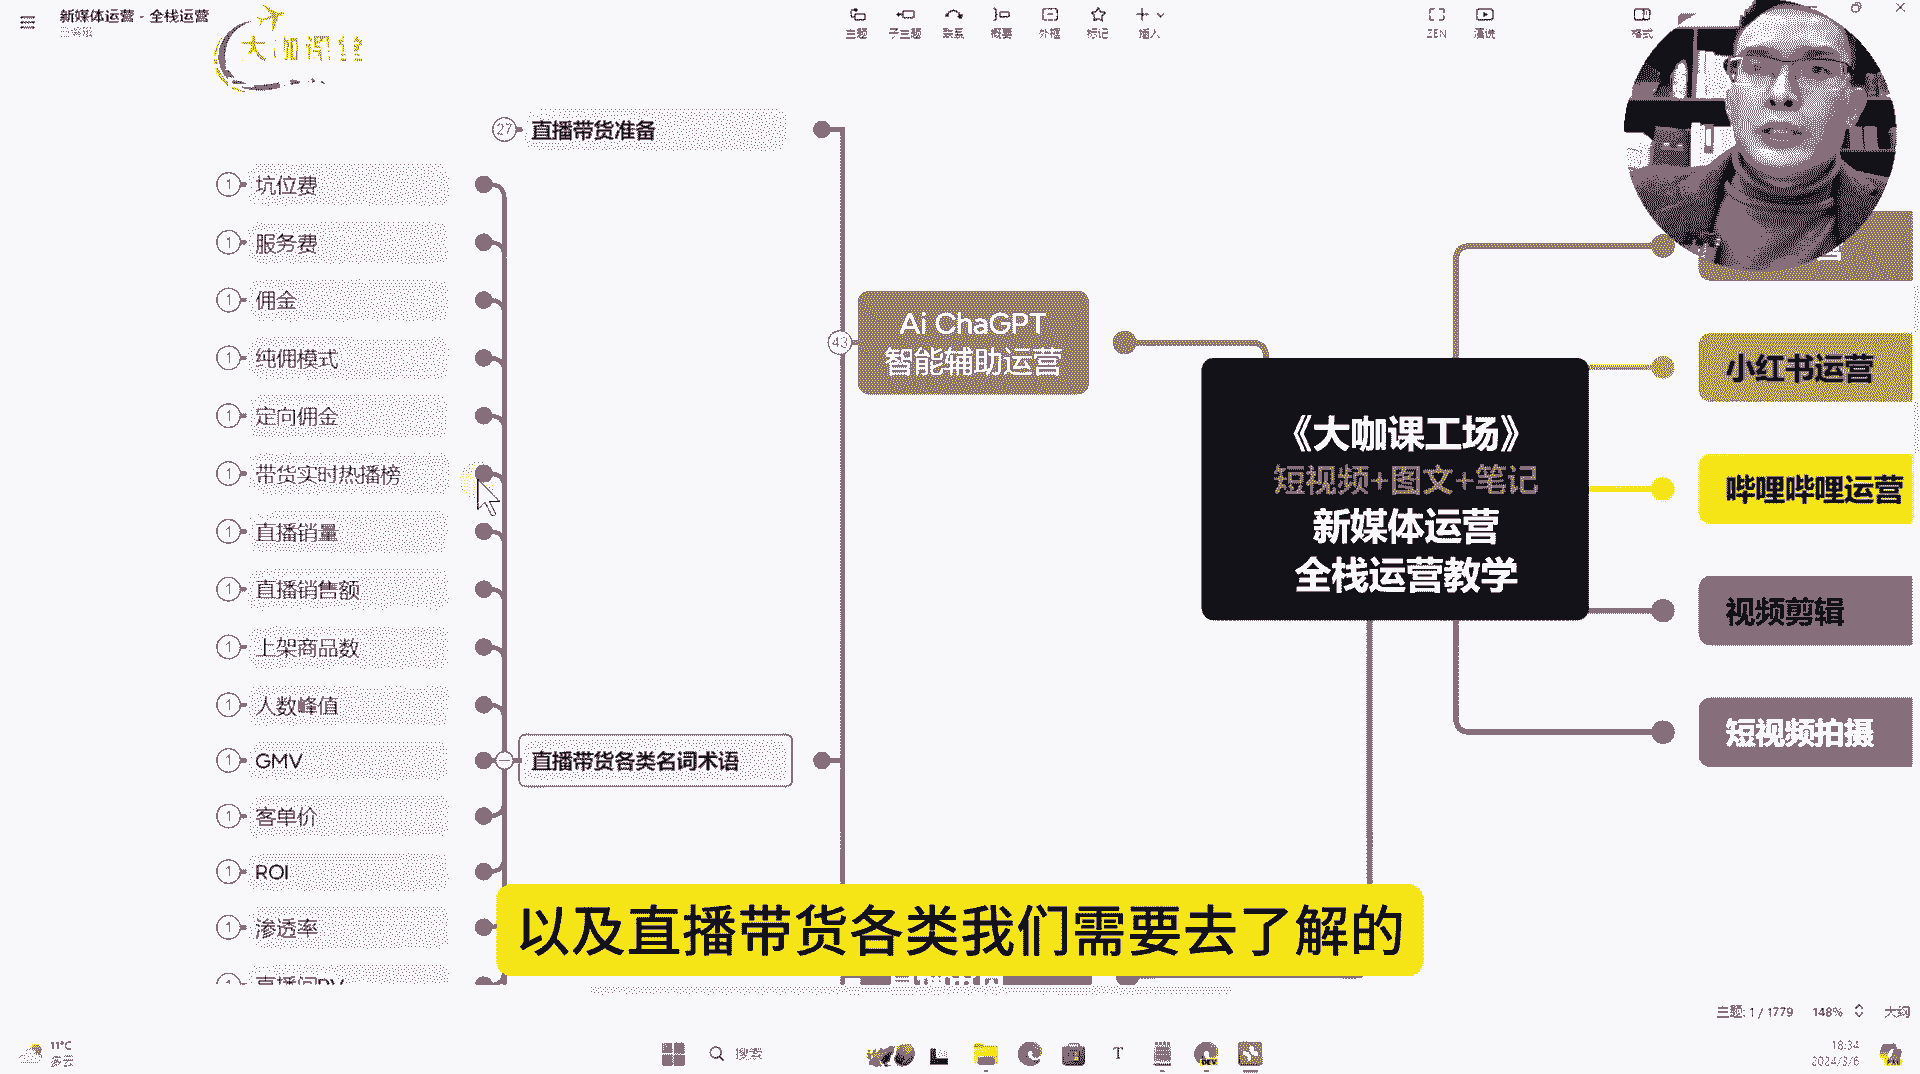 新媒体运营 - 全栈运营
已编辑
大咖课堂
主题
子主题
联系
概要
外框
标记
插入
ZEN
演说
格式
27
直播带货准备
1 坑位费
1 服务费
1 佣金
1 纯佣模式
1 定向佣金
1 带货实时热播榜
1 直播销量
1 直播销售额
1 上架商品数
1 人数峰值
1 GMV
1 客单价
1 ROI
1 渗透率
直播带货各类名词术语
43
Ai ChaGPT
智能辅助运营
《大咖课工场》
短视频+图文+笔记
新媒体运营
全栈运营教学
小红书运营
哔哩哔哩运营
视频剪辑
短视频拍摄
以及直播带货各类我们需要去了解的
主题: 1 / 1779
148%
大纲
11°C
多云
搜索
18:34
2024/3/6